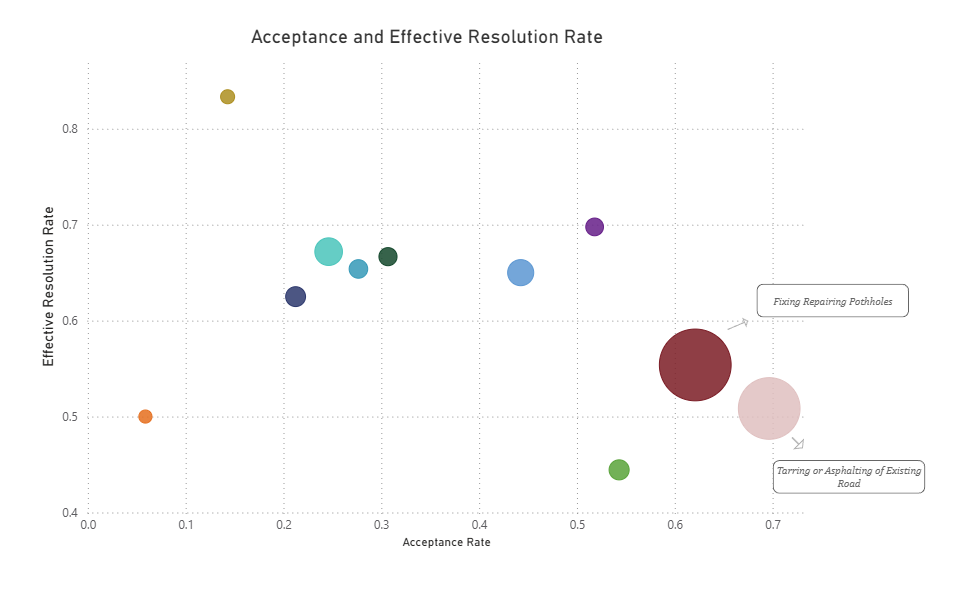 Acceptance and Effective Resolution Rate
0.8
0.7
0.6
0.5
0.4
Effective Resolution Rate
Fixing Repairing Pothholes
Tarring or Asphalting of Existing
Road
0.0 0.1 0.2 0.3 0.4 0.5 0.6 0.7
Acceptance Rate